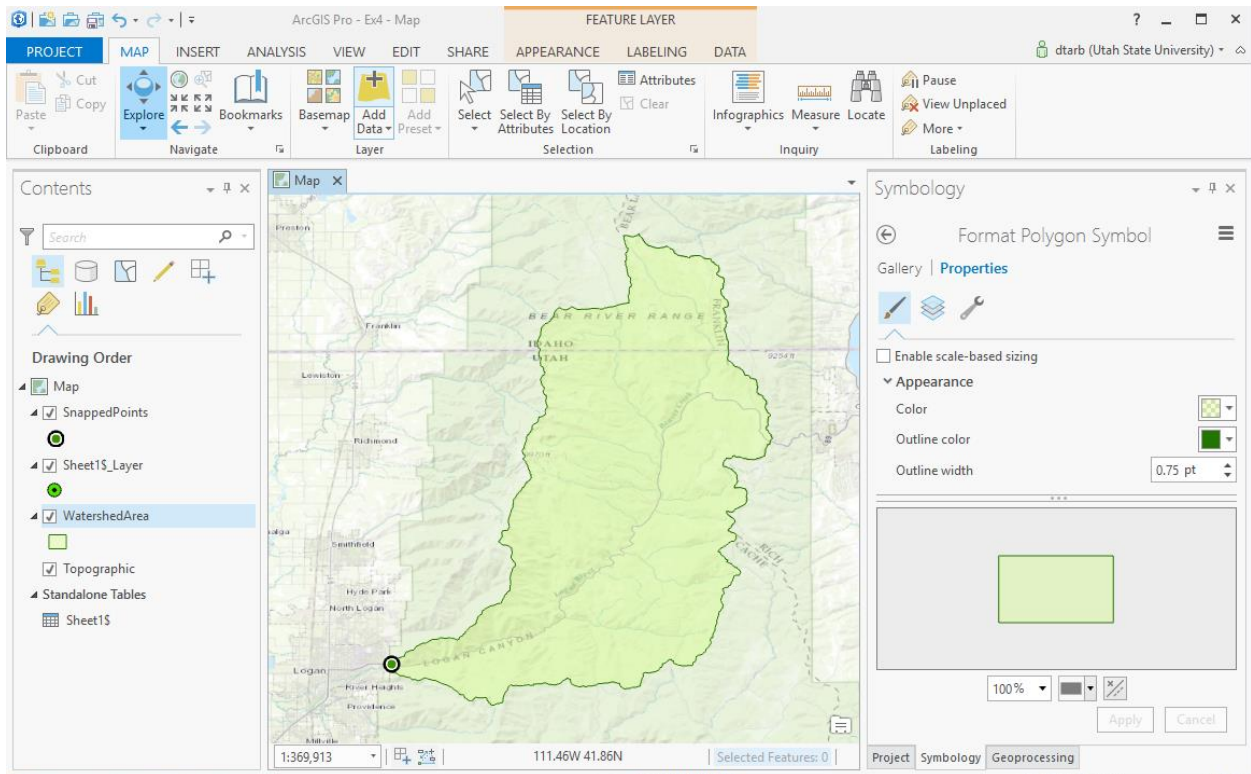 ArcGIS Pro - Ex4 - Map
FEATURE LAYER
?
PROJECT MAP INSERT ANALYSIS VIEW EDIT SHARE APPEARANCE LABELING DATA
dtarb (Utah State University)
Paste
Cut
Copy
Clipboard
Explore
Bookmarks
Navigate
Basemap
Add Data
Add Preset
Layer
Select
Select By Attributes
Select By Location
Attributes
Clear
Selection
Infographics
Measure
Locate
Inquiry
Pause
View Unplaced
More
Labeling
Contents
Search
Drawing Order
Map
SnappedPoints
Sheet1$_Layer
WatershedArea
Topographic
Standalone Tables
Sheet1$
Map
Preston
BEAR RIVER RANGE
FRANKLIN
Franklin
IDAHO
UTAH
9254 ft
Lewiston
Richmond
Smithfield
RICH
CACHE
Hyde Park
North Logan
LOGAN CANYON
Logan
River Heights
Providence
Millville
1:369,913
111.46W 41.86N
Selected Features: 0
Symbology
Format Polygon Symbol
Gallery | Properties
Enable scale-based sizing
Appearance
Color
Outline color
Outline width
0.75 pt
100%
Apply
Cancel
Project
Symbology
Geoprocessing